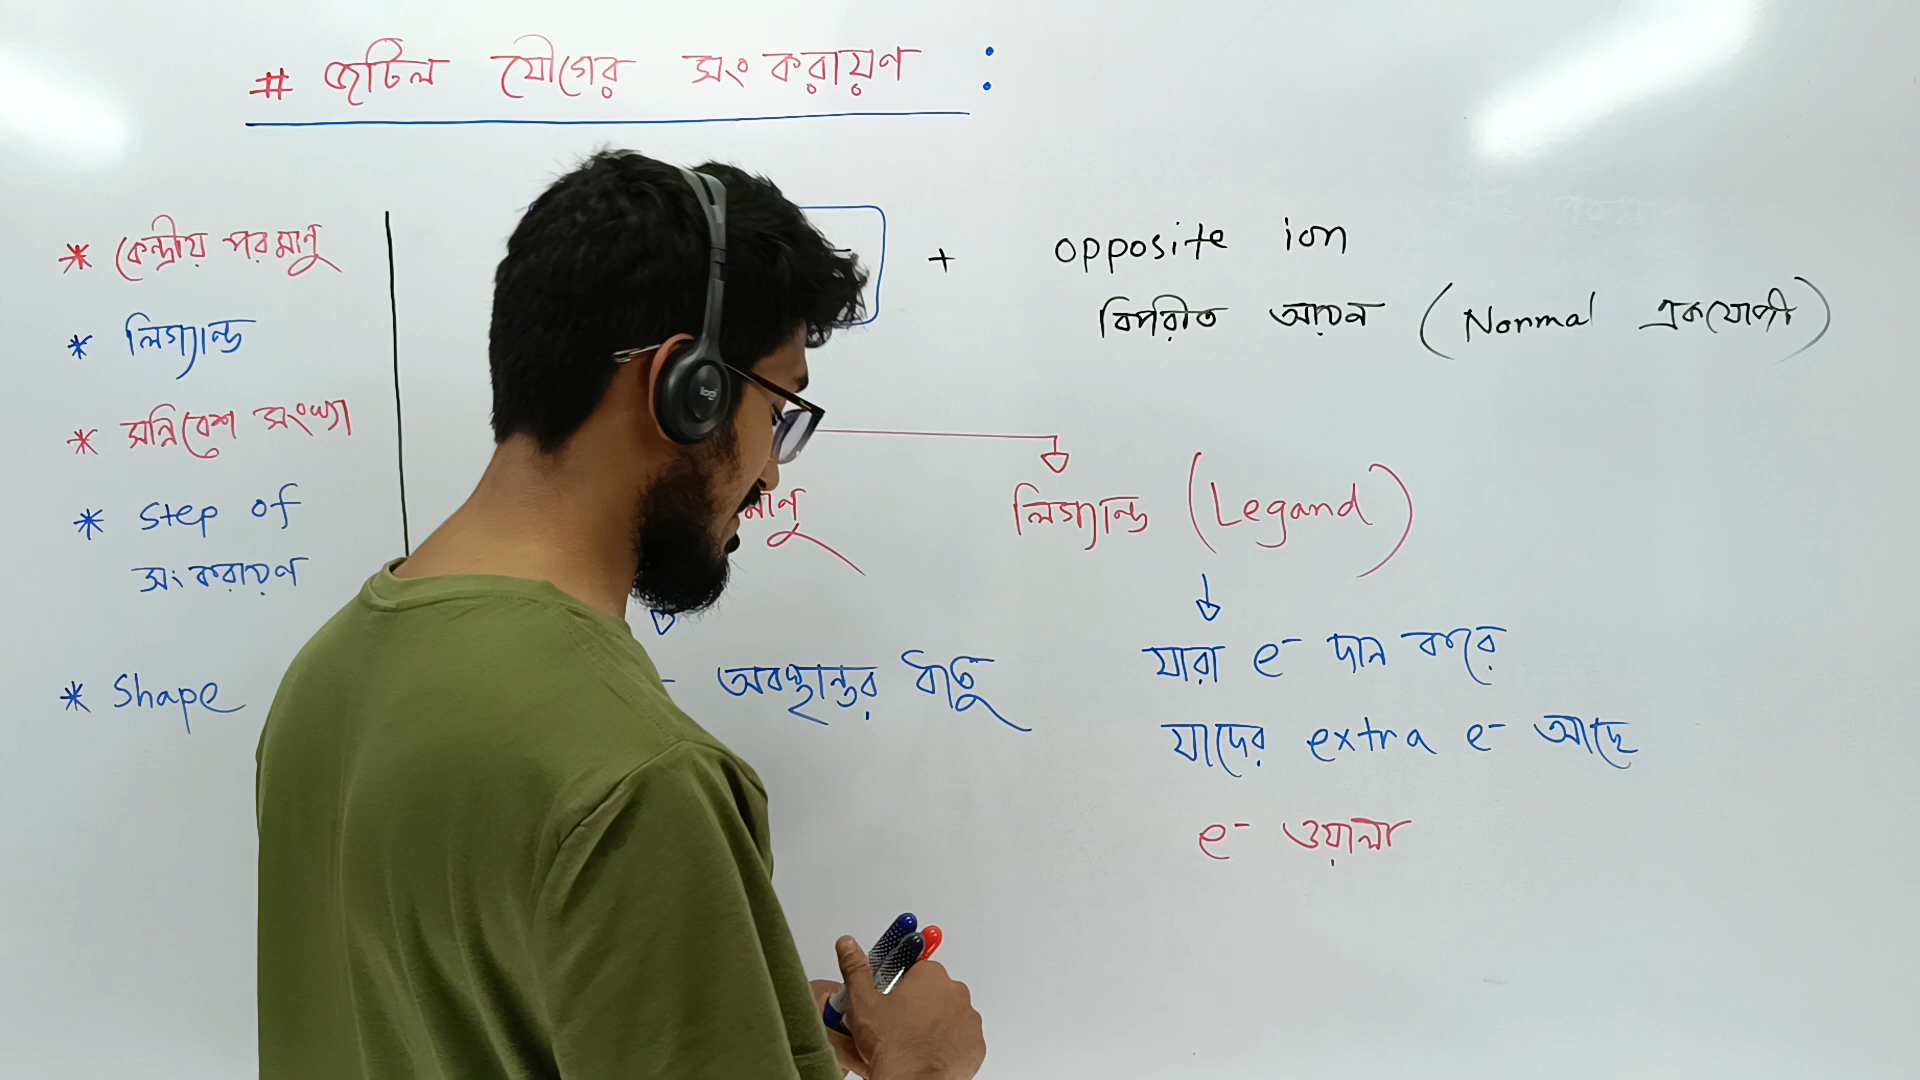 # জটিল যৌগের সংকরায়ণ :
* কেন্দ্রীয় পরমানু
* লিগ্যান্ড
* সন্নিবেশ সংখ্যা
* Step of
সংকরায়ণ
* Shape
+ opposite ion
বিপরীত আয়ন (Normal একযোপী)
মানু
লিগ্যান্ড (Legand)
- অবস্থান্তর ধাতু
যারা e⁻ দান করে
যাদের extra e⁻ আছে
e⁻ ওয়ালা
logi